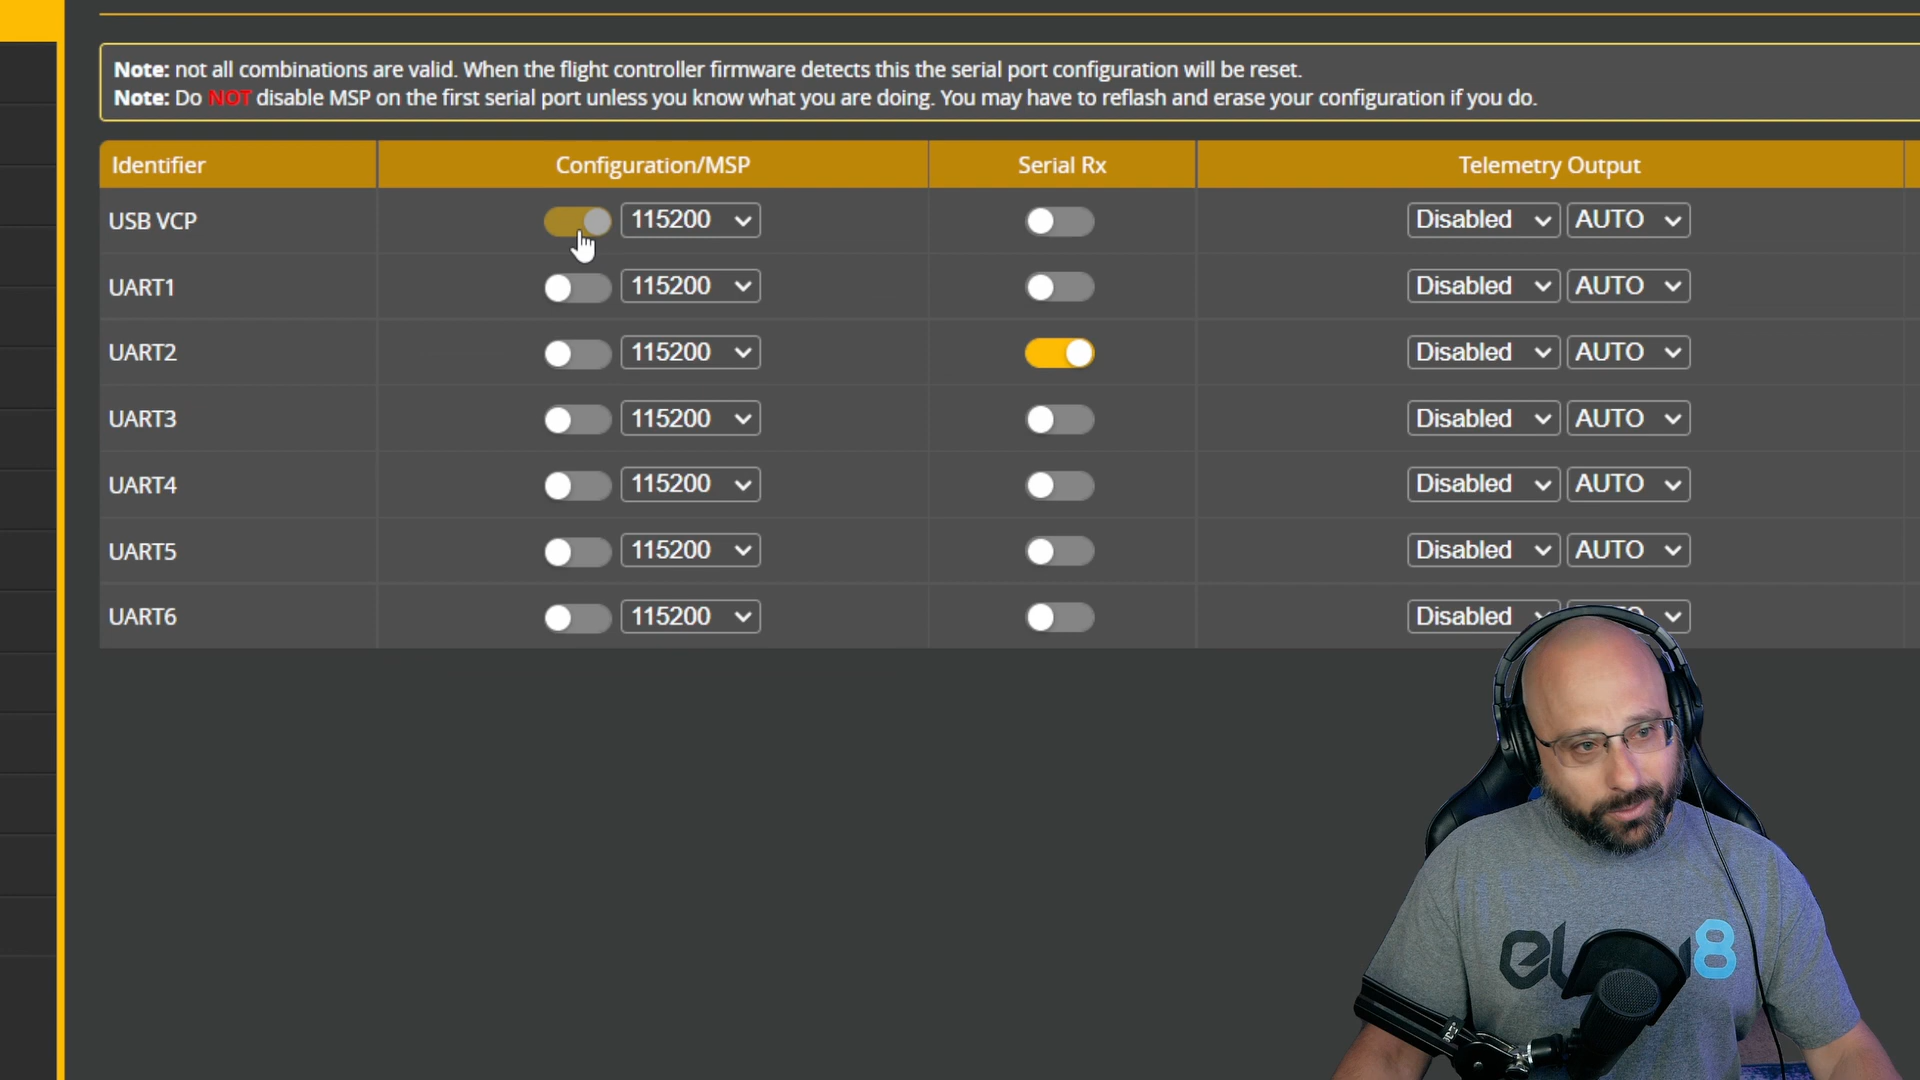 Note: not all combinations are valid. When the flight controller firmware detects this the serial port configuration will be reset.
Note: Do NOT disable MSP on the first serial port unless you know what you are doing. You may have to reflash and erase your configuration if you do.
Identifier Configuration/MSP Serial Rx Telemetry Output
USB VCP 115200 Disabled AUTO
UART1 115200 Disabled AUTO
UART2 115200 Disabled AUTO
UART3 115200 Disabled AUTO
UART4 115200 Disabled AUTO
UART5 115200 Disabled AUTO
UART6 115200 Disabled
8